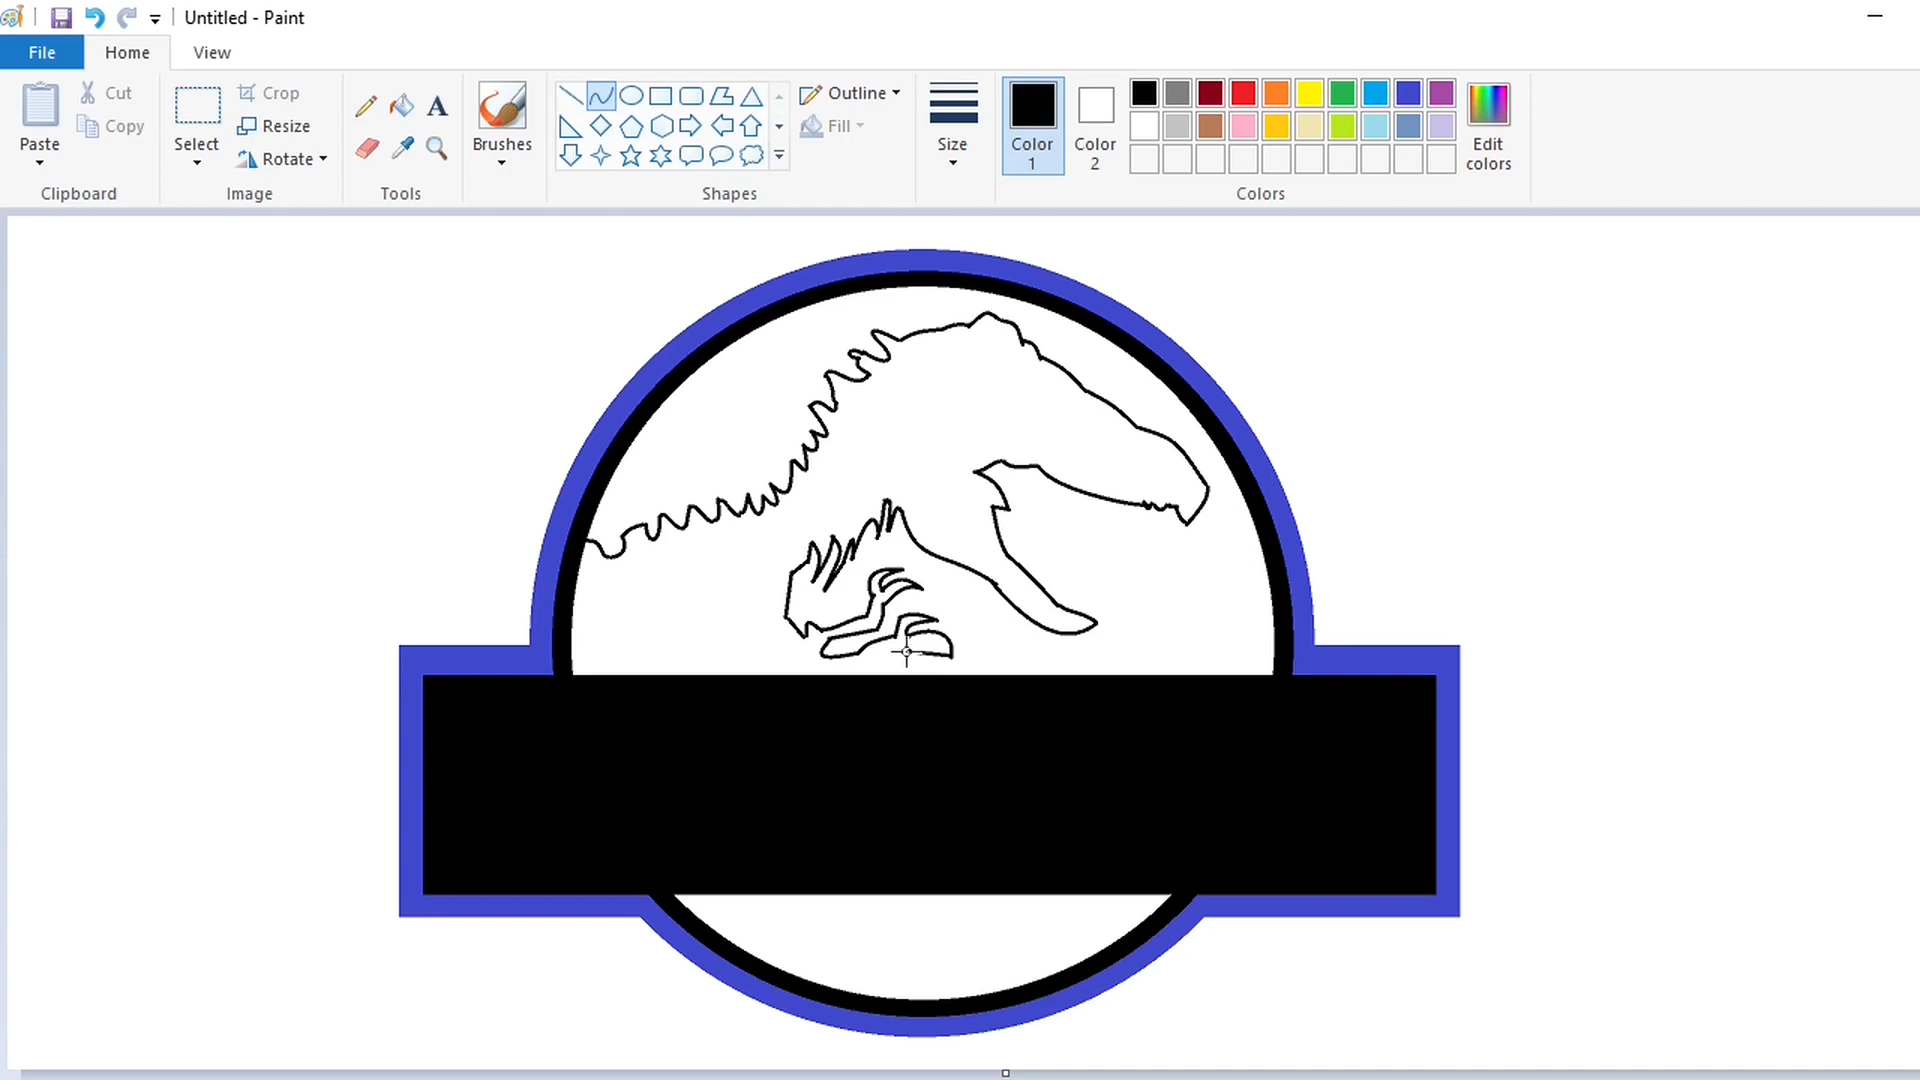 Untitled - Paint
File Home View
Paste Cut Copy Select Crop Resize Rotate A Brushes Outline Fill Size Color 1 Color 2 Edit colors
Clipboard Image Tools Shapes Colors